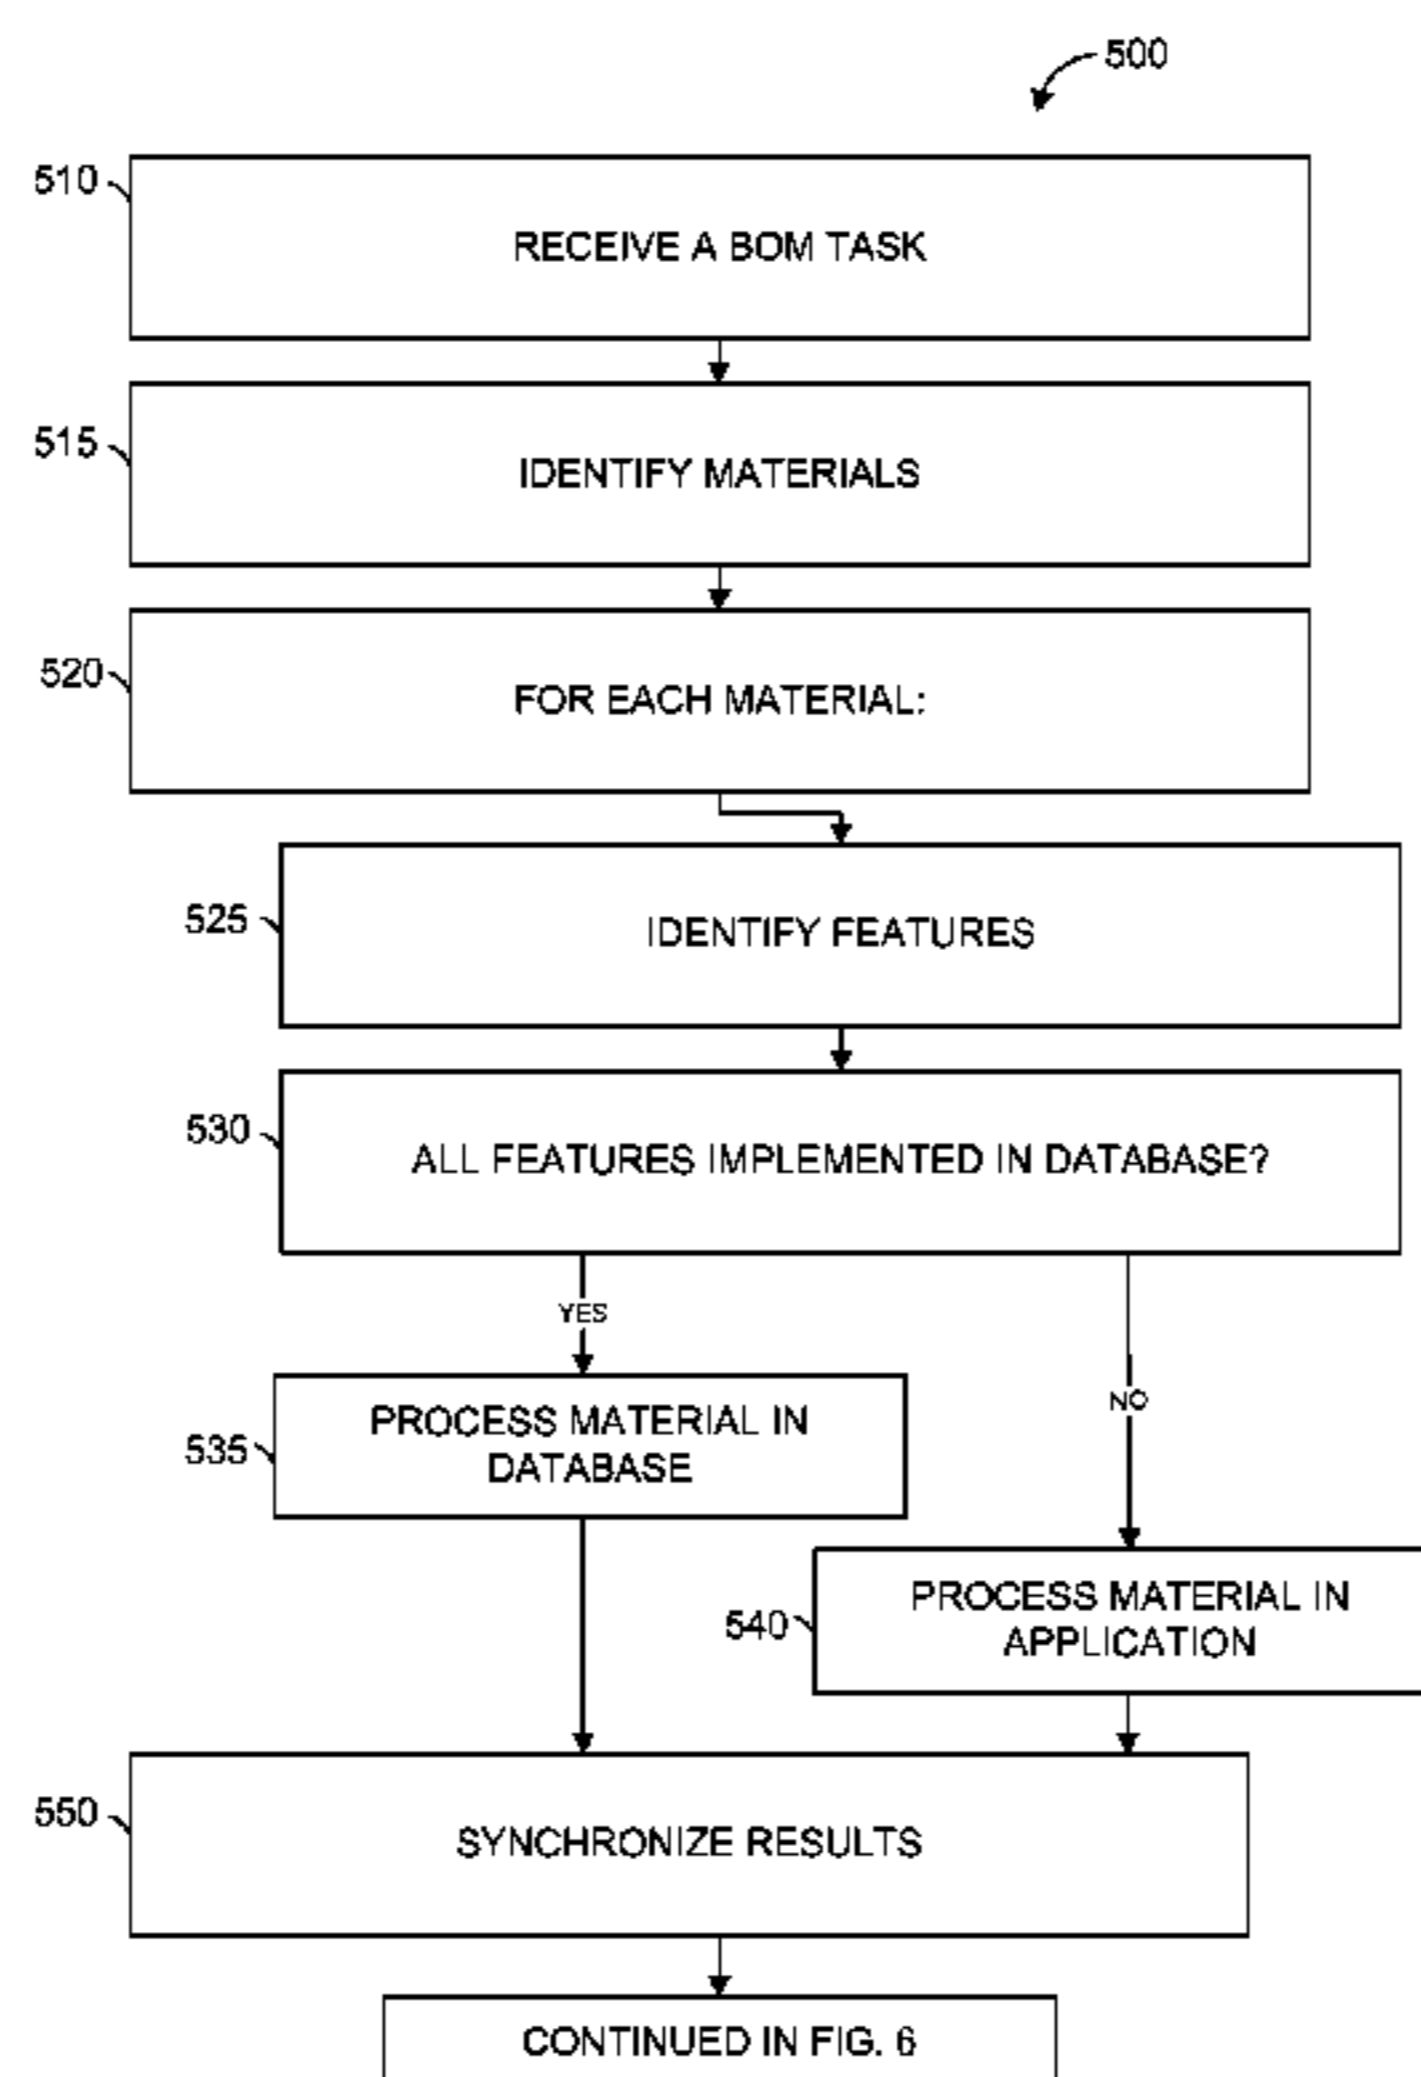 500
510
RECEIVE A BOM TASK
515
IDENTIFY MATERIALS
520
FOR EACH MATERIAL:
525
IDENTIFY FEATURES
530
ALL FEATURES IMPLEMENTED IN DATABASE?
YES
NO
535
PROCESS MATERIAL IN
DATABASE
540
PROCESS MATERIAL IN
APPLICATION
550
SYNCHRONIZE RESULTS
CONTINUED IN FIG. 6